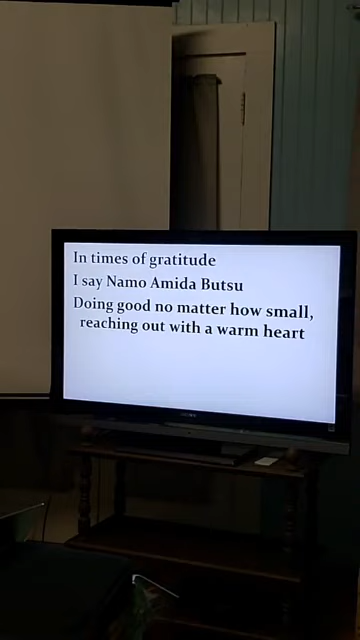 In times of gratitude
I say Namo Amida Butsu
Doing good no matter how small,
reaching out with a warm heart